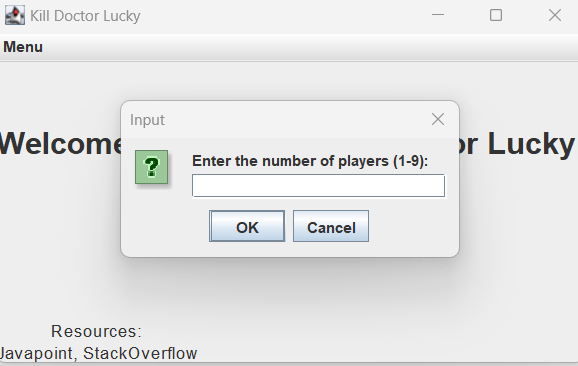 Kill Doctor Lucky
Menu
Input
Welcome
or Lucky
?
Enter the number of players (1-9):
OK
Cancel
Resources:
Javapoint, StackOverflow